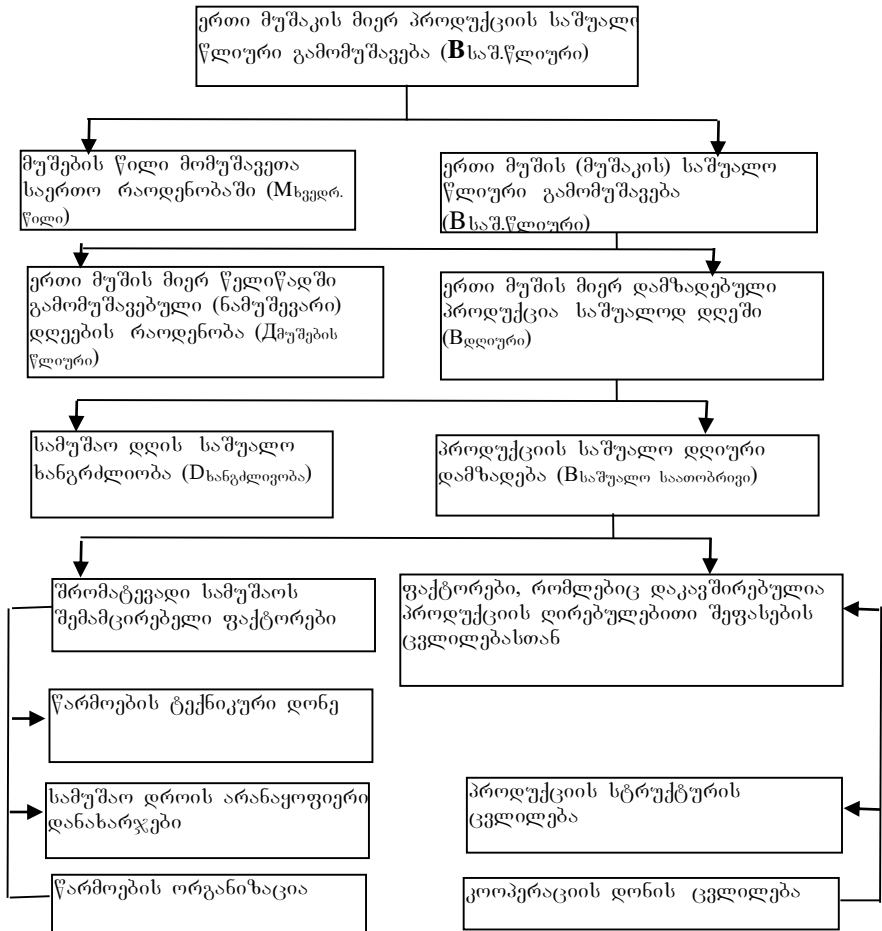 ერთი მუშაკის მიერ პროდუქციის საშუალო
წლიური გამომუშავება (Bსაშ.წლიური)
მუშების წილი მომუშავეთა
საერთო რაოდენობაში (Mხვედრ.
წილი)
ერთი მუშის (მუშაკის) საშუალო
წლიური გამომუშავება
(Bსაშ.წლიური)
ერთი მუშის მიერ წელიწადში
გამომუშავებული (ნამუშევარი)
დღეების რაოდენობა (Дმუშების
წლიური)
ერთი მუშის მიერ დამზადებული
პროდუქცია საშუალოდ დღეში
(Bდღიური)
სამუშაო დღის საშუალო
ხანგრძლიობა (Dხანგძლივობა)
პროდუქციის საშუალო დღიური
დამზადება (Bსაშუალო საათობრივი)
შრომატევადი სამუშაოს
შემამცირებელი ფაქტორები
ფაქტორები, რომლებიც დაკავშირებულია
პროდუქციის ღირებულებითი შეფასების
ცვლილებასთან
წარმოების ტექნიკური დონე
სამუშაო დროის არანაყოფიერი
დანახარჯები
პროდუქციის სტრუქტურის
ცვლილება
წარმოების ორგანიზაცია
კოოპერაციის დონის ცვლილება